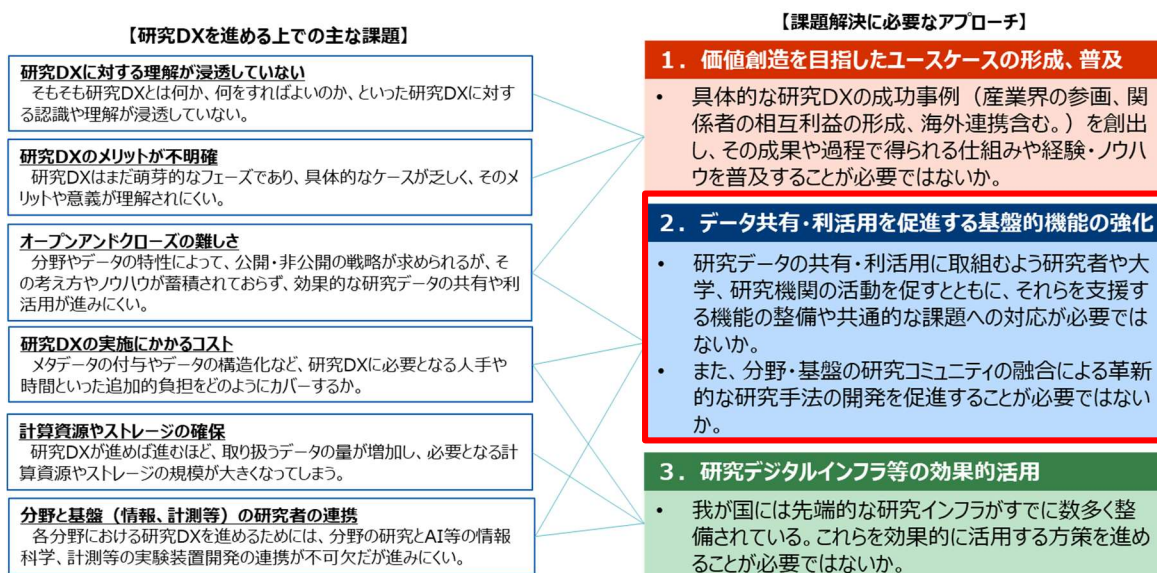 【研究DXを進める上での主な課題】
研究DXに対する理解が浸透していない
そもそも研究DXとは何か、何をすればよいのか、といった研究DXに対す
る認識や理解が浸透していない。
研究DXのメリットが不明確
研究DXはまだ萌芽的なフェーズであり、具体的なケースが乏しく、そのメ
リットや意義が理解されにくい。
オープンアンドクローズの難しさ
分野やデータの特性によって、公開・非公開の戦略が求められるが、そ
の考え方やノウハウが蓄積されておらず、効果的な研究データの共有や利
活用が進みにくい。
研究DXの実施にかかるコスト
メタデータの付与やデータの構造化など、研究DXに必要となる人手や
時間といった追加的負担をどのようにカバーするか。
計算資源やストレージの確保
研究DXが進めば進むほど、取り扱うデータの量が増加し、必要となる計
算資源やストレージの規模が大きくなってしまう。
分野と基盤（情報、計測等）の研究者の連携
各分野における研究DXを進めるためには、分野の研究とAI等の情報
科学、計測等の実験装置開発の連携が不可欠だが進みにくい。
【課題解決に必要なアプローチ】
１．価値創造を目指したユースケースの形成、普及
• 具体的な研究DXの成功事例（産業界の参画、関
係者の相互利益の形成、海外連携含む。）を創出
し、その成果や過程で得られる仕組みや経験・ノウハ
ウを普及することが必要ではないか。
２．データ共有・利活用を促進する基盤的機能の強化
• 研究データの共有・利活用に取組むよう研究者や大
学、研究機関の活動を促すとともに、それらを支援す
る機能の整備や共通的な課題への対応が必要では
ないか。
• また、分野・基盤の研究コミュニティの融合による革新
的な研究手法の開発を促進することが必要ではない
か。
３．研究デジタルインフラ等の効果的活用
• 我が国には先端的な研究インフラがすでに数多く整
備されている。これらを効果的に活用する方策を進め
ることが必要ではないか。